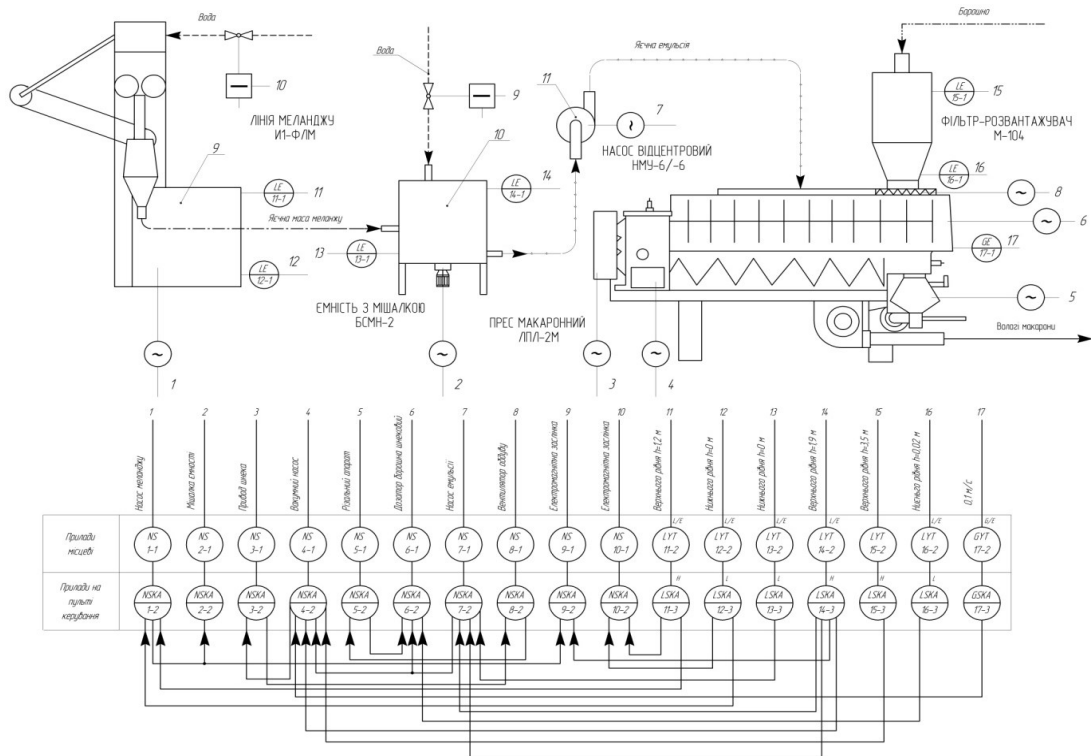 Вода
10
ЛІНІЯ МЕЛАНДЖУ
И1-ФЛМ
9
LE
11-1
11
Яєчна маса меланжу
LE
12-1
12
1
Вода
9
10
LE
14-1
14
13
LE
13-1
ЄМНІСТЬ З МІШАЛКОЮ
БСМН-2
2
11
7
НАСОС ВІДЦЕНТРОВИЙ
НМУ-6/-6
Яєчна емульсія
ПРЕС МАКАРОННИЙ
ЛПЛ-2М
3
4
Борошно
LE
15-1
15
ФІЛЬТР-РОЗВАНТАЖУВАЧ
М-104
LE
16-1
16
8
6
GE
17-1
17
5
Вологі макарони
1 2 3 4 5 6 7 8 9 10 11 12 13 14 15 16 17
Насос меланджу
Мішалка ємності
Привод шнека
Вакумний насос
Різальний апарат
Дозатор борошна шнековий
Насос емульсії
Вентилятор обдуву
Електромагнітна заслінка
Електромагнітна заслінка
Верхнього рівня h=1,2 м
Нижнього рівня h=0 м
Нижнього рівня h=0 м
Верхнього рівня h=1,9 м
Верхнього рівня h=3,5 м
Нижнього рівня h=0,02 м
0,1 м/с
Прилади
місцеві
L/E L/E L/E L/E L/E G/E
NS NS NS NS NS NS NS NS NS NS LYT LYT LYT LYT LYT LYT GYT
1-1 2-1 3-1 4-1 5-1 6-1 7-1 8-1 9-1 10-1 11-2 12-2 13-2 14-2 15-2 16-2 17-2
Прилади на
пульті
керування
H L L H H L
NSKA NSKA NSKA NSKA NSKA NSKA NSKA NSKA NSKA NSKA LSKA LSKA LSKA LSKA LSKA LSKA GSKA
1-2 2-2 3-2 4-2 5-2 6-2 7-2 8-2 9-2 10-2 11-3 12-3 13-3 14-3 15-3 16-3 17-3